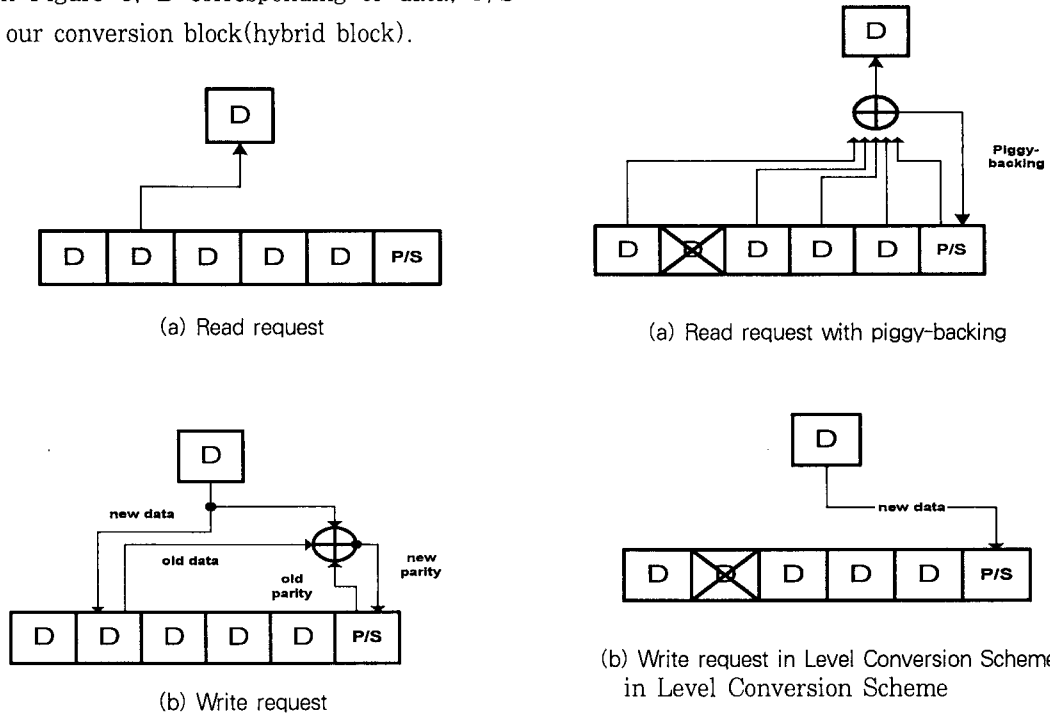 our conversion block(hybrid block).
D
D D D D D P/S
(a) Read request
D
new data
old data
old
parity
new
parity
D D D D D P/S
(b) Write request
D
Piggy-
backing
D D D D D P/S
(a) Read request with piggy-backing
D
new data
D D D D D P/S
(b) Write request in Level Conversion Scheme
in Level Conversion Scheme